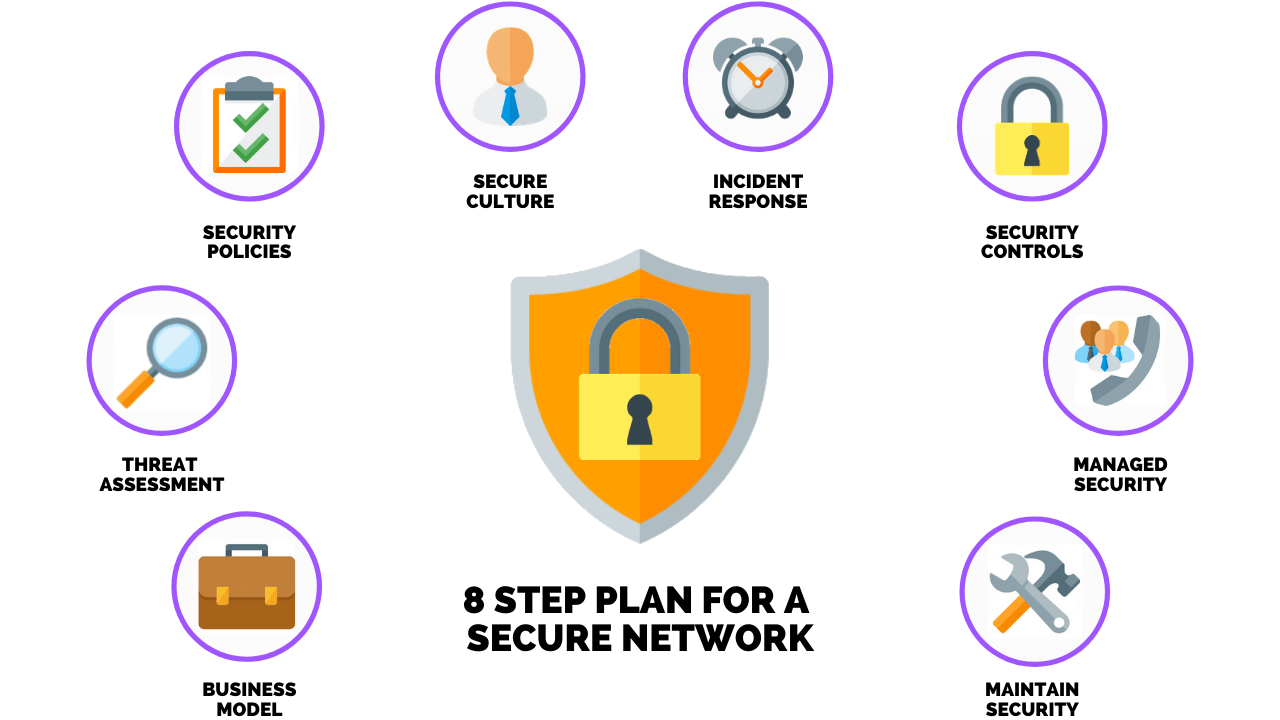 SECURE
CULTURE
INCIDENT
RESPONSE
SECURITY
POLICIES
SECURITY
CONTROLS
THREAT
ASSESSMENT
MANAGED
SECURITY
8 STEP PLAN FOR A
SECURE NETWORK
BUSINESS
MODEL
MAINTAIN
SECURITY